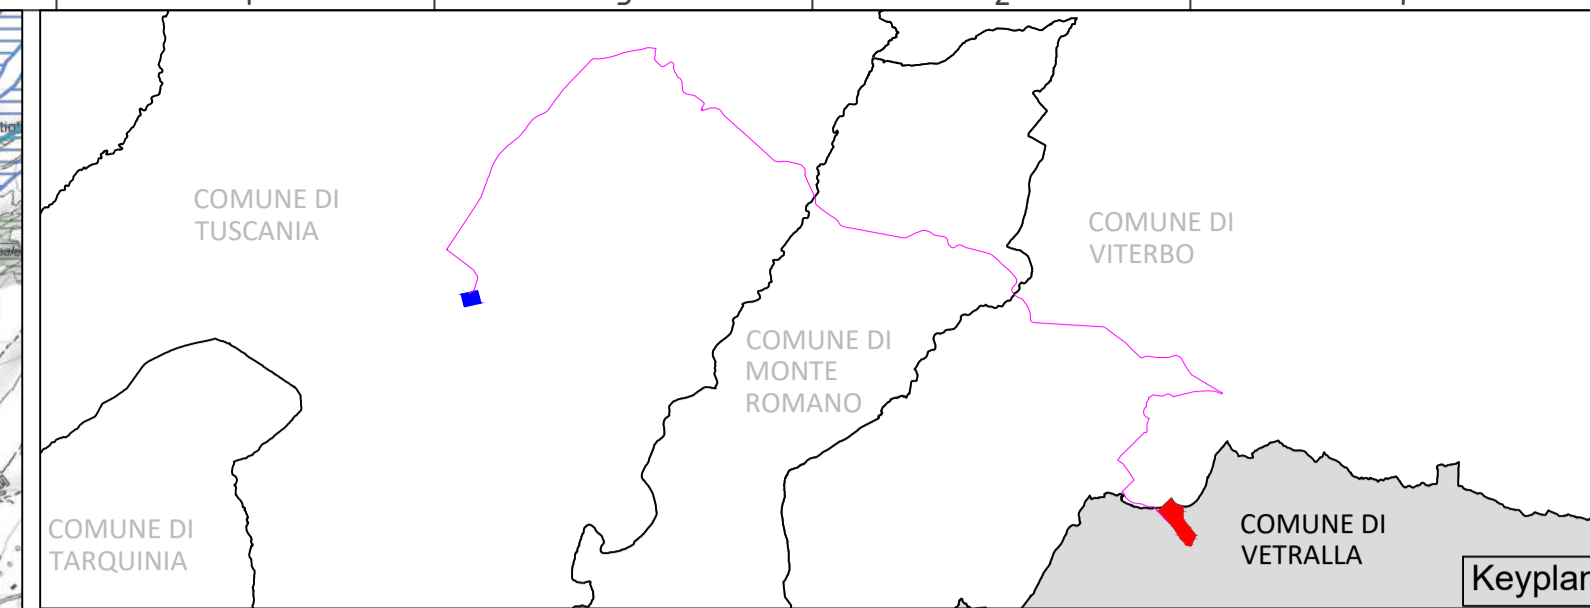 COMUNE DI
TUSCANIA
COMUNE DI
VITERBO
COMUNE DI
MONTE
ROMANO
COMUNE DI
TARQUINIA
COMUNE DI
VETRALLA
Keyplan